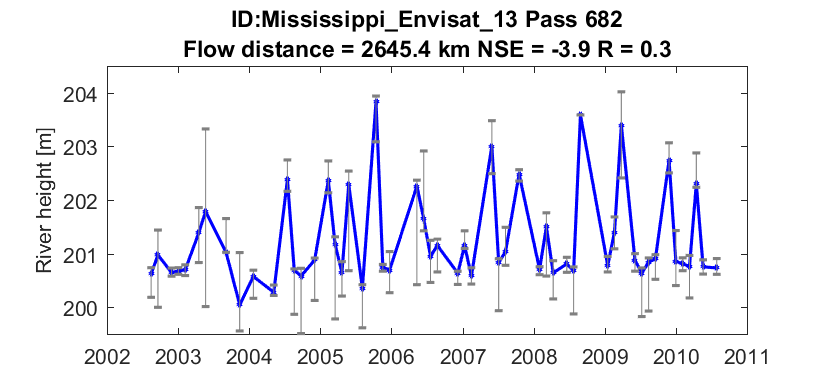 ID:Mississippi_Envisat_13 Pass 682
Flow distance = 2645.4 km NSE = -3.9 R = 0.3
River height [m]
204
203
202
201
200
2002 2003 2004 2005 2006 2007 2008 2009 2010 2011